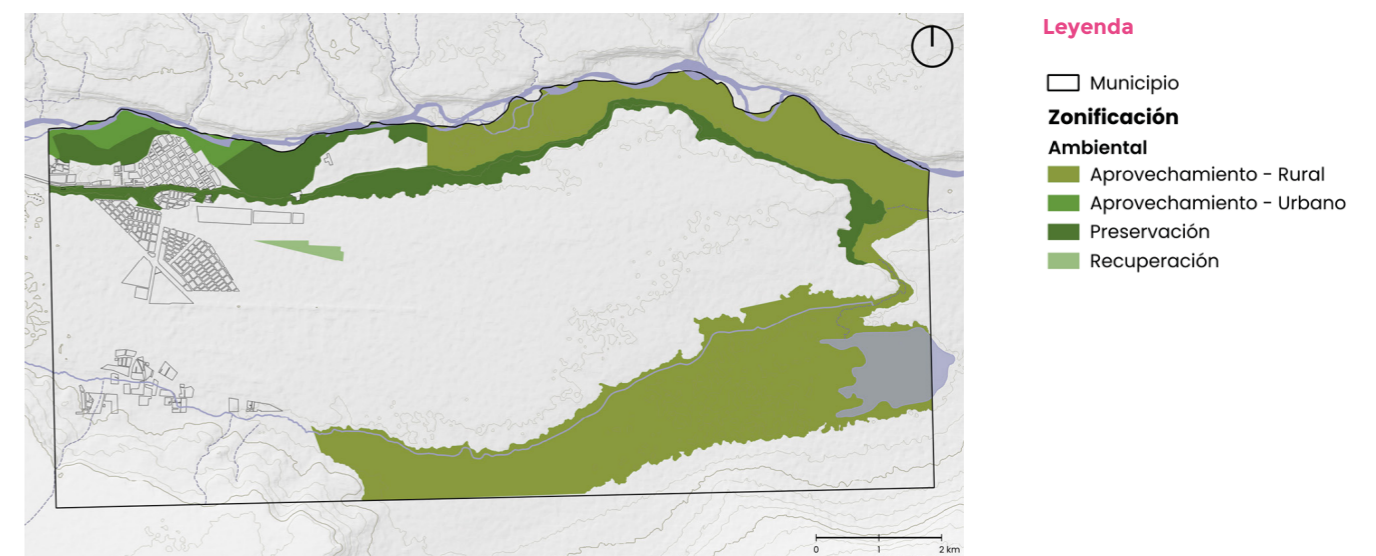 Leyenda
Municipio
Zonificación
Ambiental
Aprovechamiento - Rural
Aprovechamiento - Urbano
Preservación
Recuperación
0 1 2 km